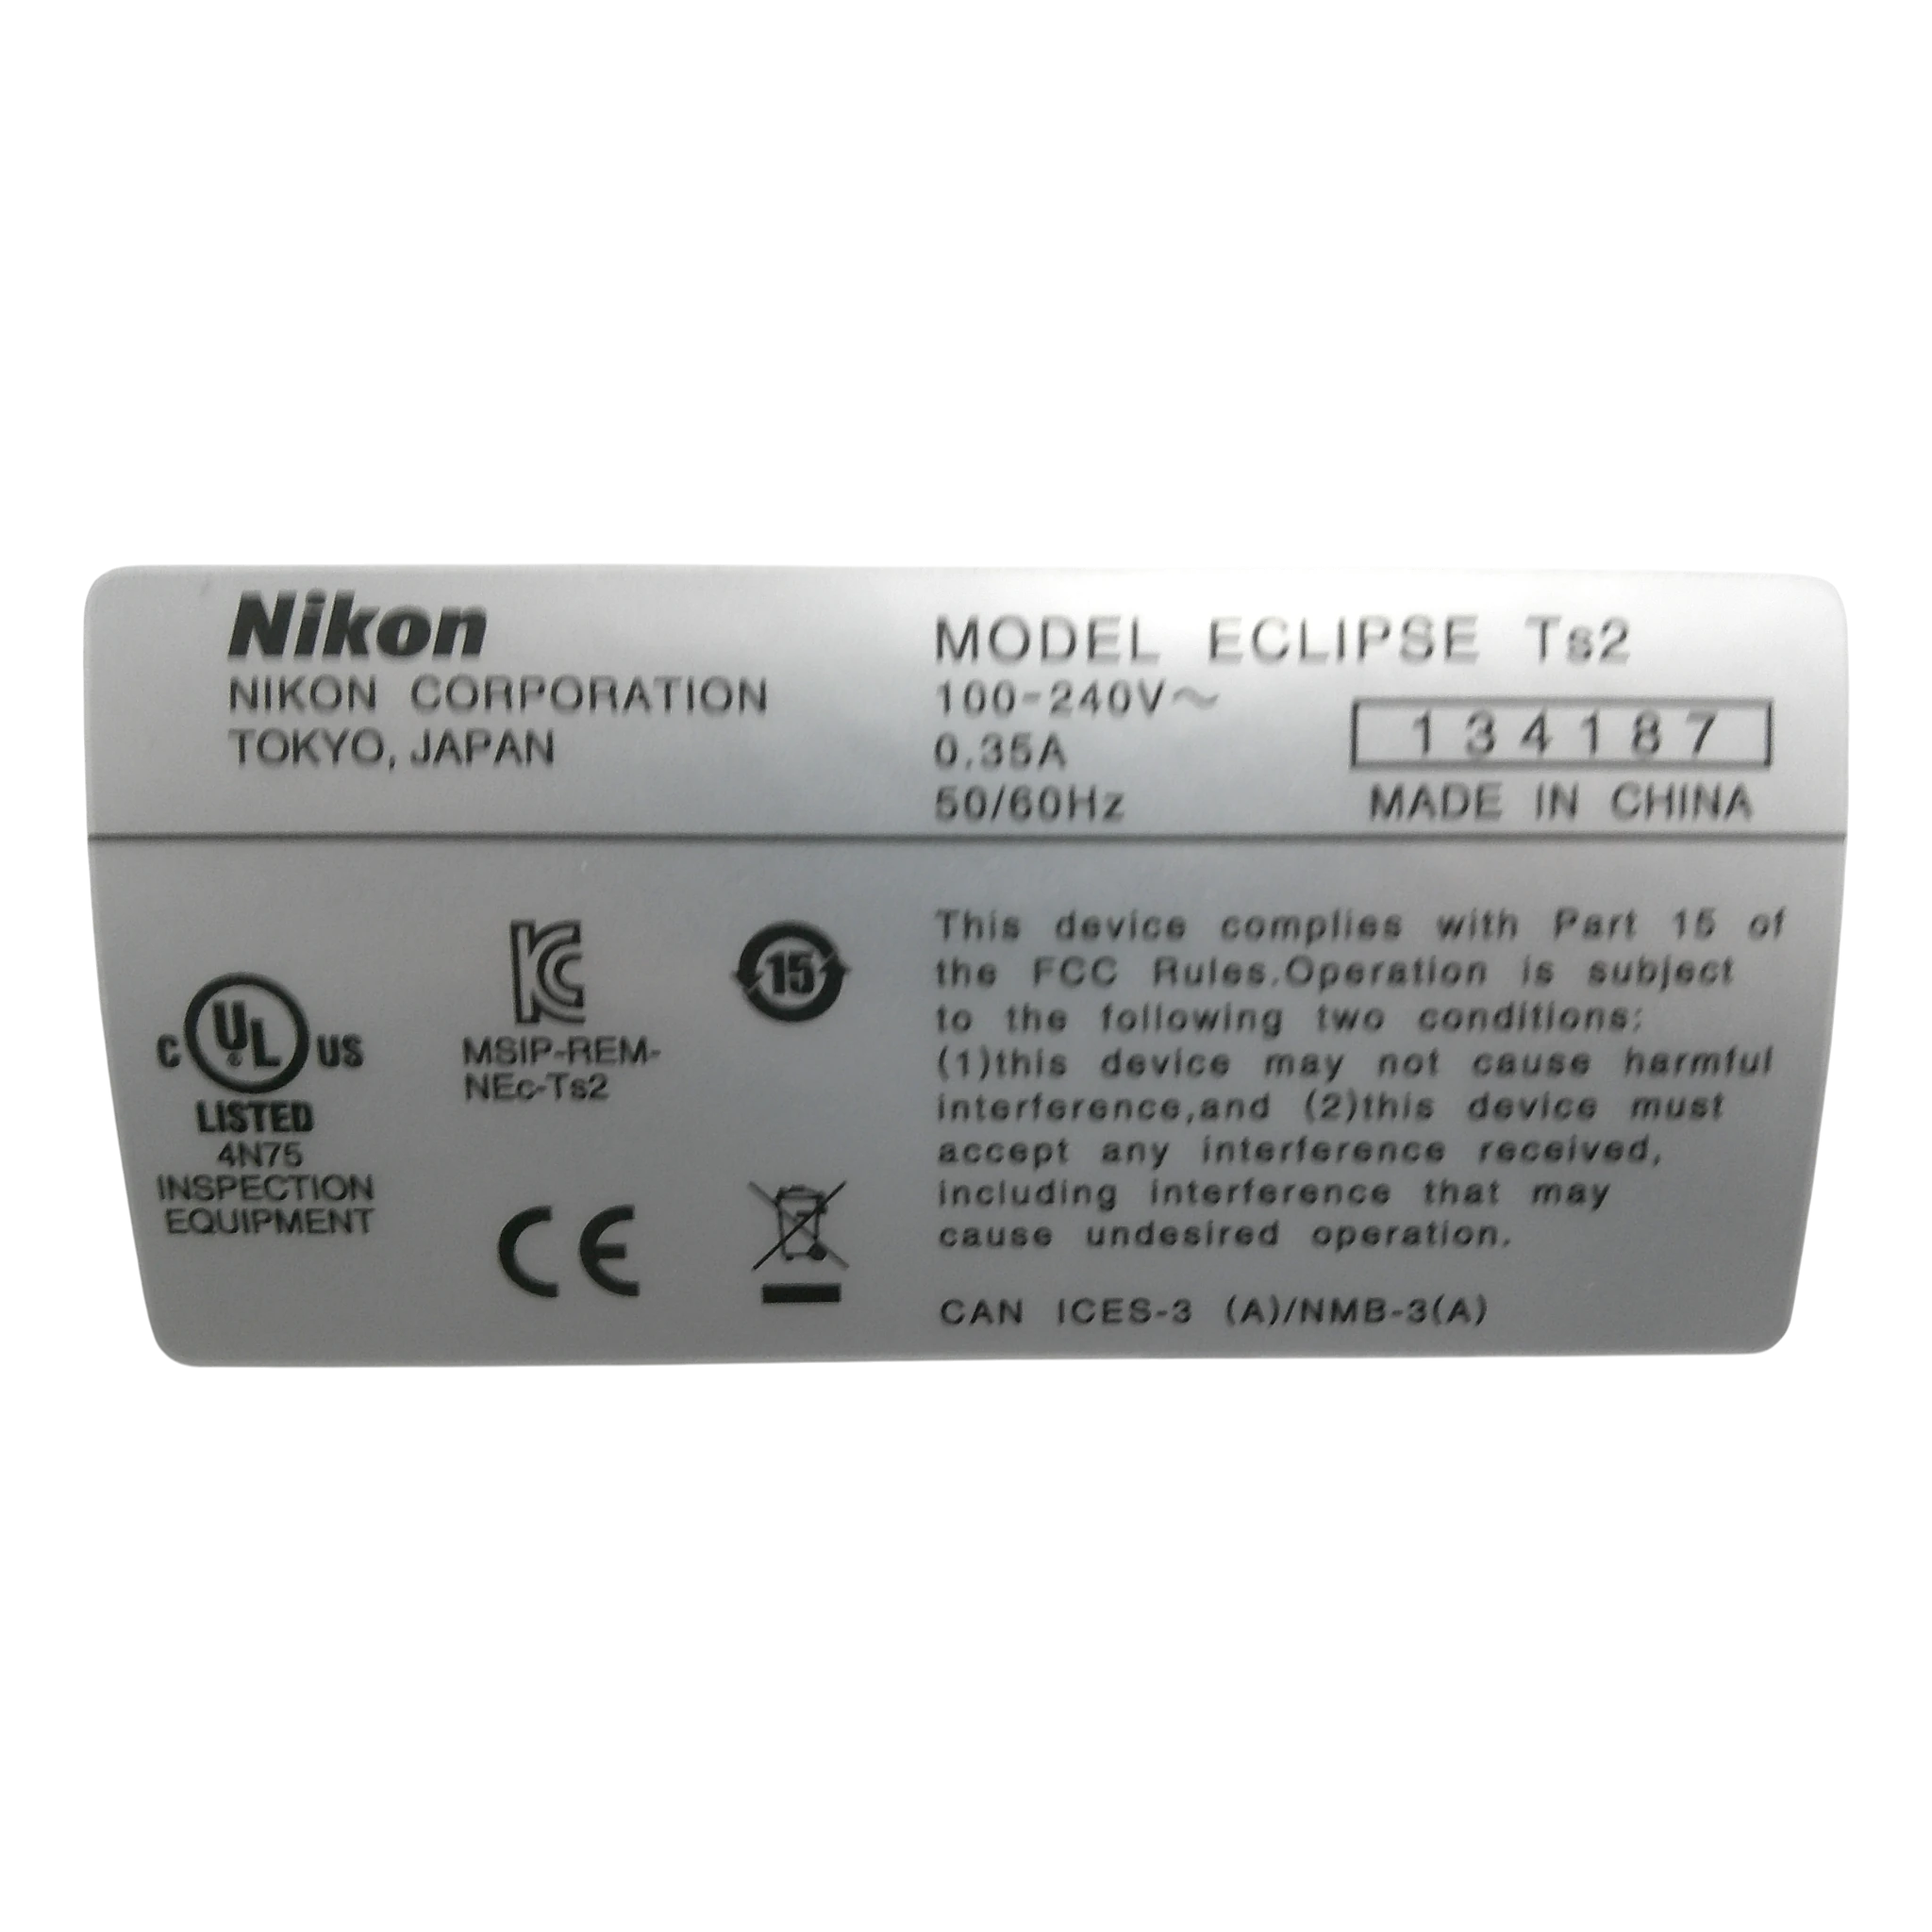 Nikon
NIKON CORPORATION
TOKYO, JAPAN
MODEL ECLIPSE Ts2
100-240V~
0.35A
50/60Hz
134187
MADE IN CHINA
C UL® US
LISTED
4N75
INSPECTION
EQUIPMENT
KC
MSIP-REM-
NEc-Ts2
15
CE
This device complies with Part 15 of
the FCC Rules.Operation is subject
to the following two conditions:
(1)this device may not cause harmful
interference,and (2)this device must
accept any interference received,
including interference that may
cause undesired operation.
CAN ICES-3 (A)/NMB-3(A)